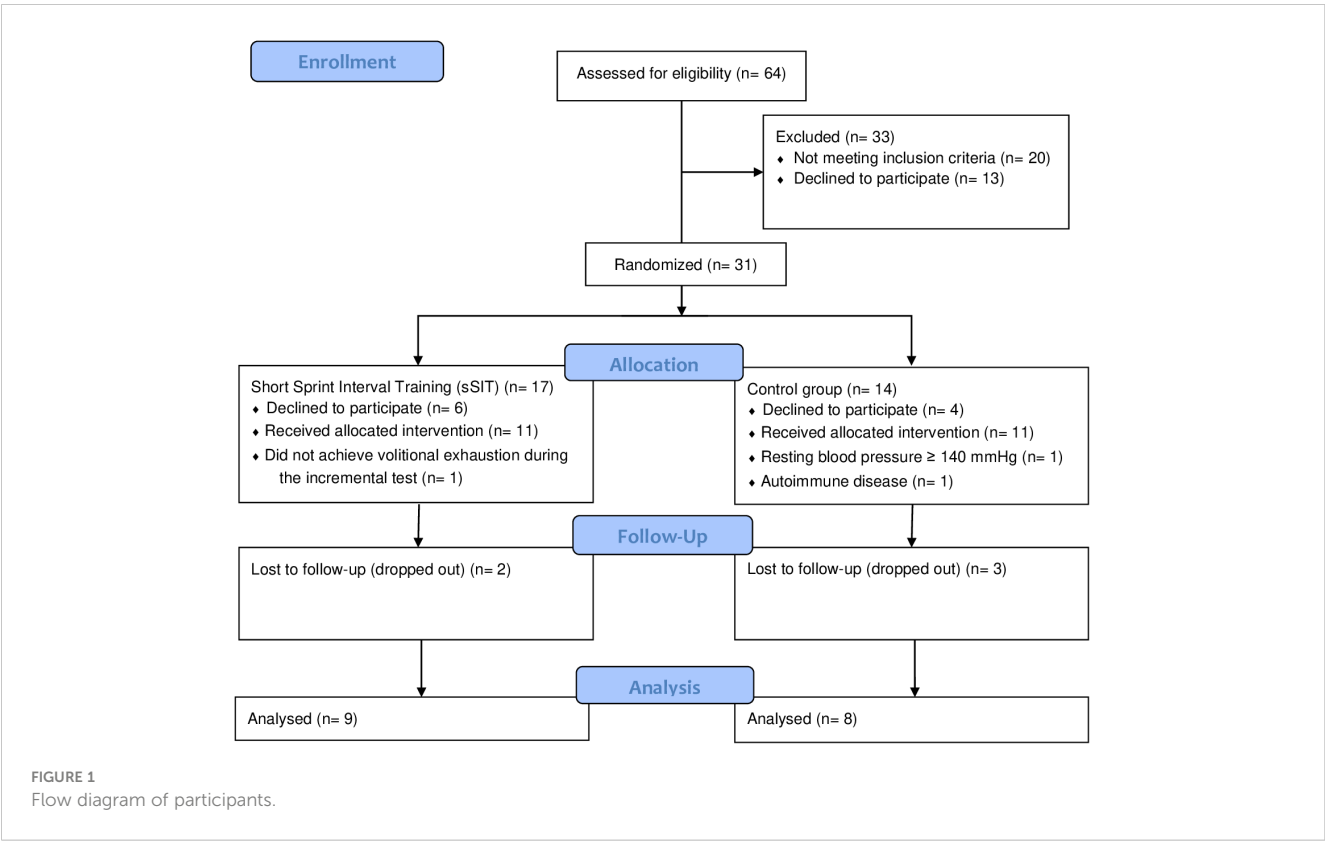 Enrollment
Assessed for eligibility (n= 64)
Excluded (n= 33)
♦ Not meeting inclusion criteria (n= 20)
♦ Declined to participate (n= 13)
Randomized (n= 31)
Allocation
Short Sprint Interval Training (sSIT) (n= 17)
♦ Declined to participate (n= 6)
♦ Received allocated intervention (n= 11)
♦ Did not achieve volitional exhaustion during
the incremental test (n= 1)
Control group (n= 14)
♦ Declined to participate (n= 4)
♦ Received allocated intervention (n= 11)
♦ Resting blood pressure ≥ 140 mmHg (n= 1)
♦ Autoimmune disease (n= 1)
Follow-Up
Lost to follow-up (dropped out) (n= 2)
Lost to follow-up (dropped out) (n= 3)
Analysis
Analysed (n= 9)
Analysed (n= 8)
FIGURE 1
Flow diagram of participants.